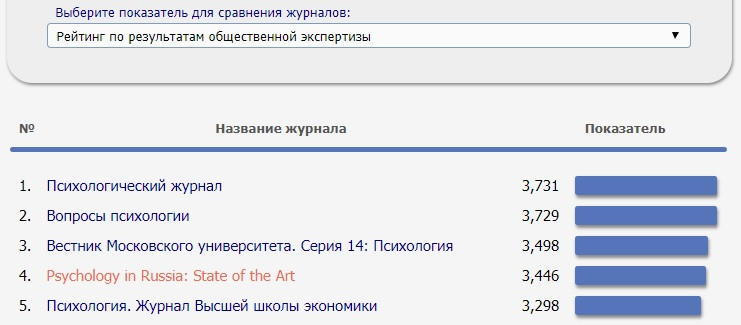 Выберите показатель для сравнения журналов:
Рейтинг по результатам общественной экспертизы
№ Название журнала Показатель
1. Психологический журнал 3,731
2. Вопросы психологии 3,729
3. Вестник Московского университета. Серия 14: Психология 3,498
4. Psychology in Russia: State of the Art 3,446
5. Психология. Журнал Высшей школы экономики 3,298